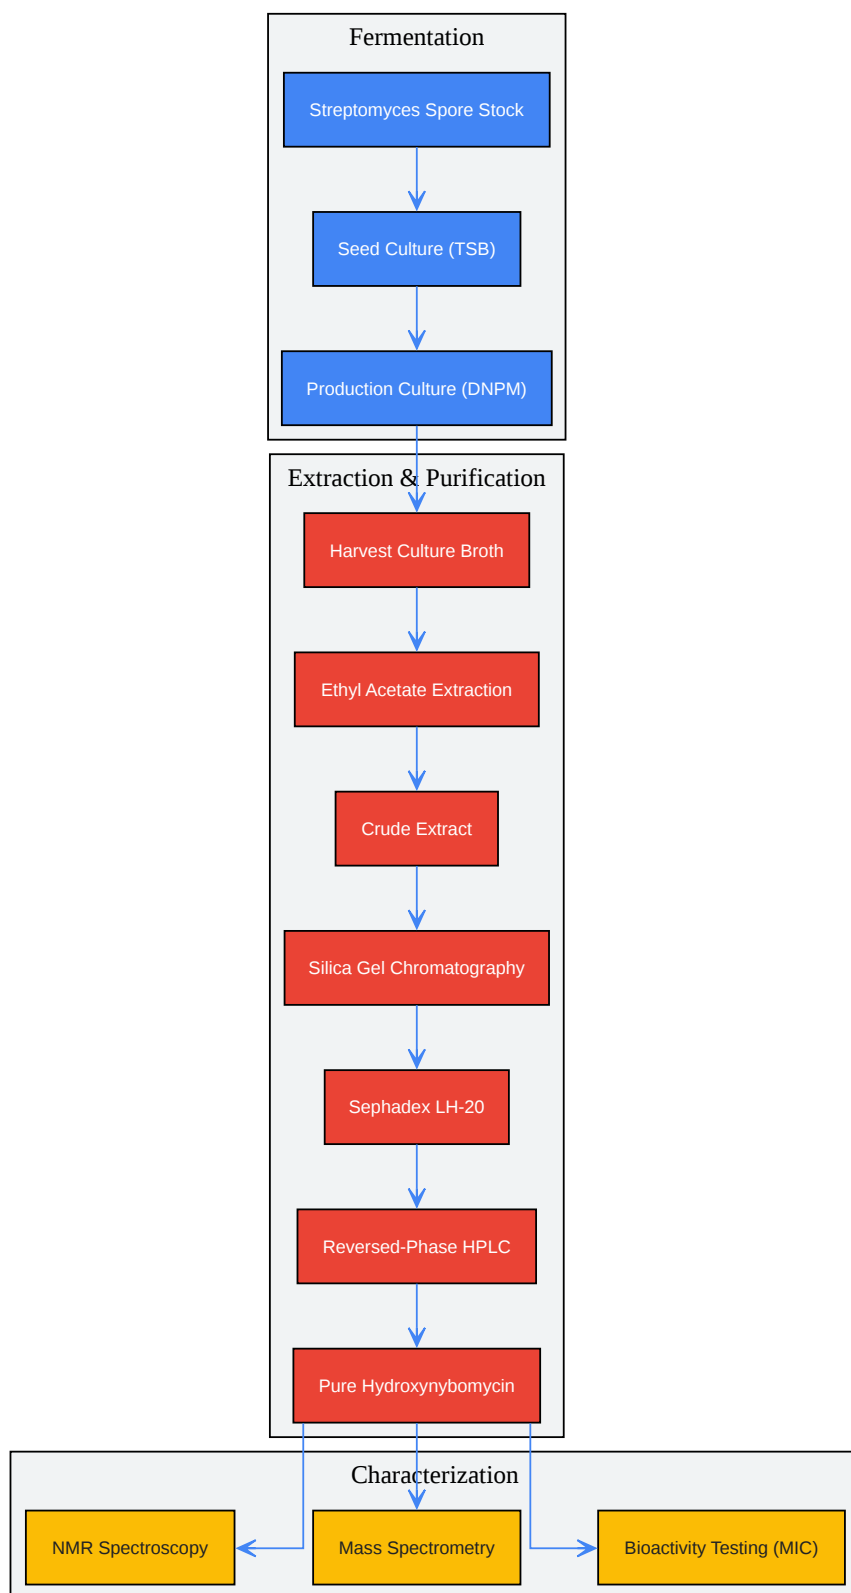 Fermentation
Streptomyces Spore Stock
Seed Culture (TSB)
Production Culture (DNPM)
Extraction & Purification
Harvest Culture Broth
Ethyl Acetate Extraction
Crude Extract
Silica Gel Chromatography
Sephadex LH-20
Reversed-Phase HPLC
Pure Hydroxynybomycin
Characterization
NMR Spectroscopy
Mass Spectrometry
Bioactivity Testing (MIC)